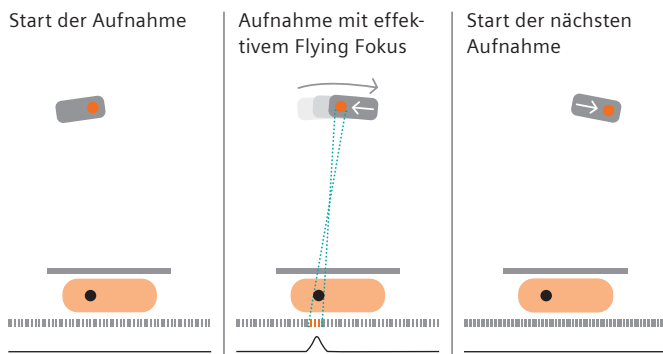 Start der Aufnahme
Aufnahme mit effek-
tivem Flying Fokus
Start der nächsten
Aufnahme